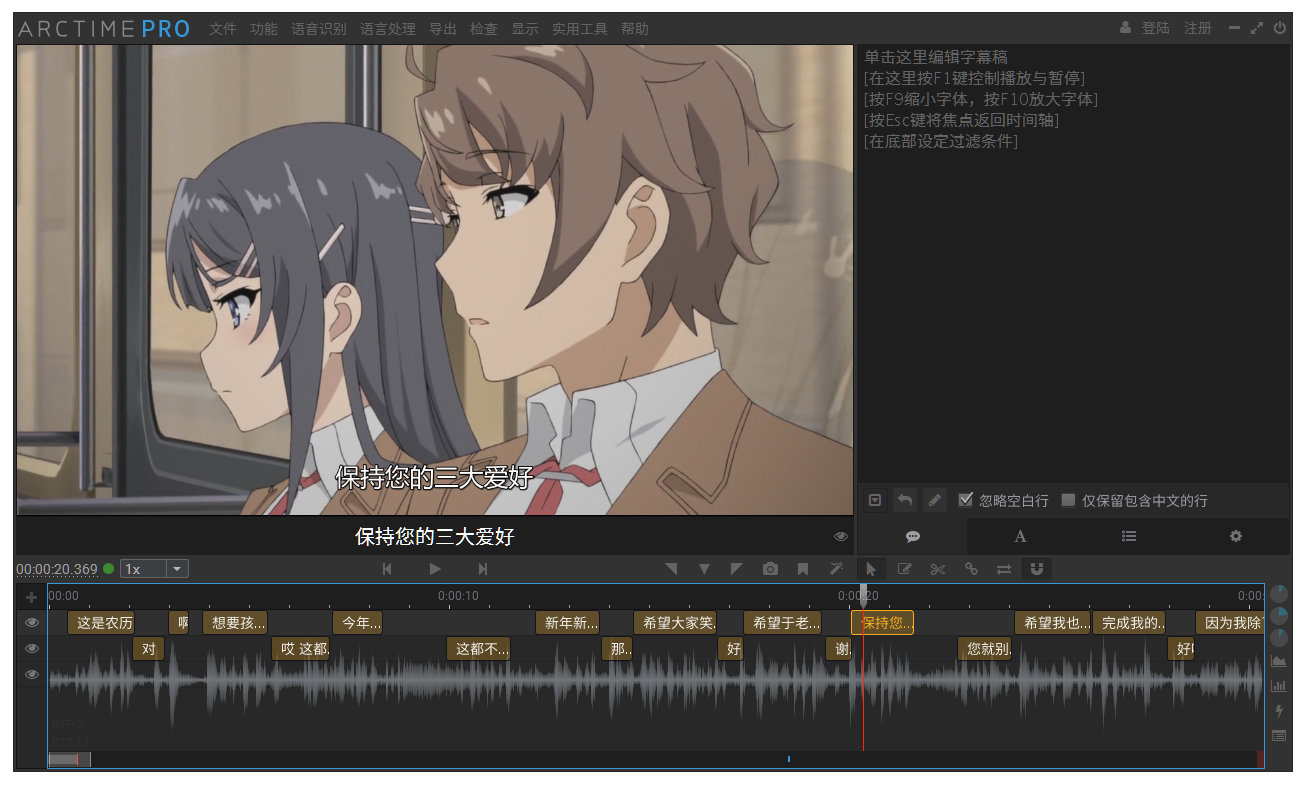 ARCTIME PRO 文件 功能 语音识别 语言处理 导出 检查 显示 实用工具 帮助 登陆 注册
单击这里编辑字幕稿
[在这里按F1键控制播放与暂停]
[按F9缩小字体，按F10放大字体]
[按Esc键将焦点返回时间轴]
[在底部设定过滤条件]
保持您的三大爱好
忽略空白行 仅保留包含中文的行
保持您的三大爱好
A
00:00:20.369 1x
00:00 0:00:10 0:00:20 0:00:
这是农历 啊 想要孩... 今年... 新年新... 希望大家笑. 希望于老... 保持您... 希望我也... 完成我的... 因为我除
对 哎 这都. 这都不... 那.. 好 谢. 您就别. 好
RTP:2